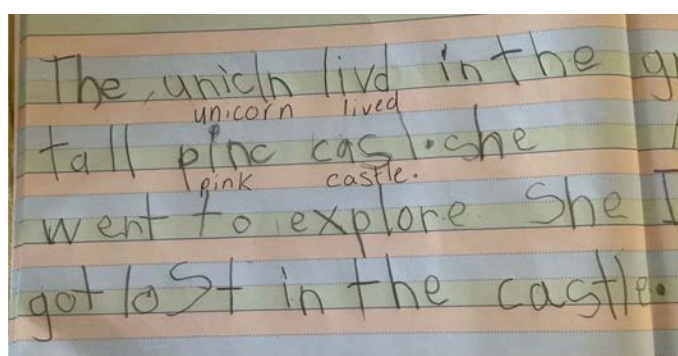 The unicln livd in the
unicorn lived
tall pinc casl. she
pink castle.
went to explore She
got lost in the castle.